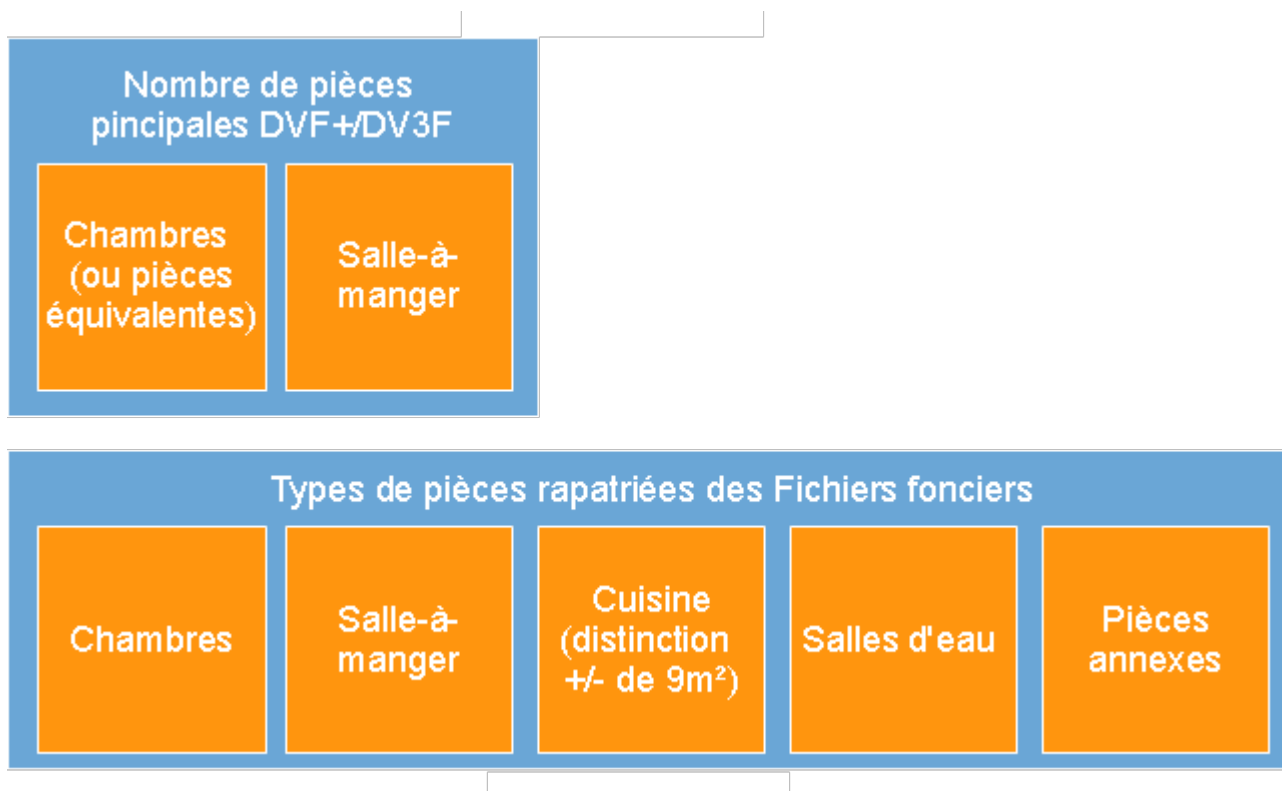 Nombre de pièces
pincipales DVF+/DV3F
Chambres
(ou pièces
équivalentes)
Salle-à-
manger
Types de pièces rapatriées des Fichiers fonciers
Chambres
Salle-à-
manger
Cuisine
(distinction
+/- de 9m²)
Salles d'eau
Pièces
annexes